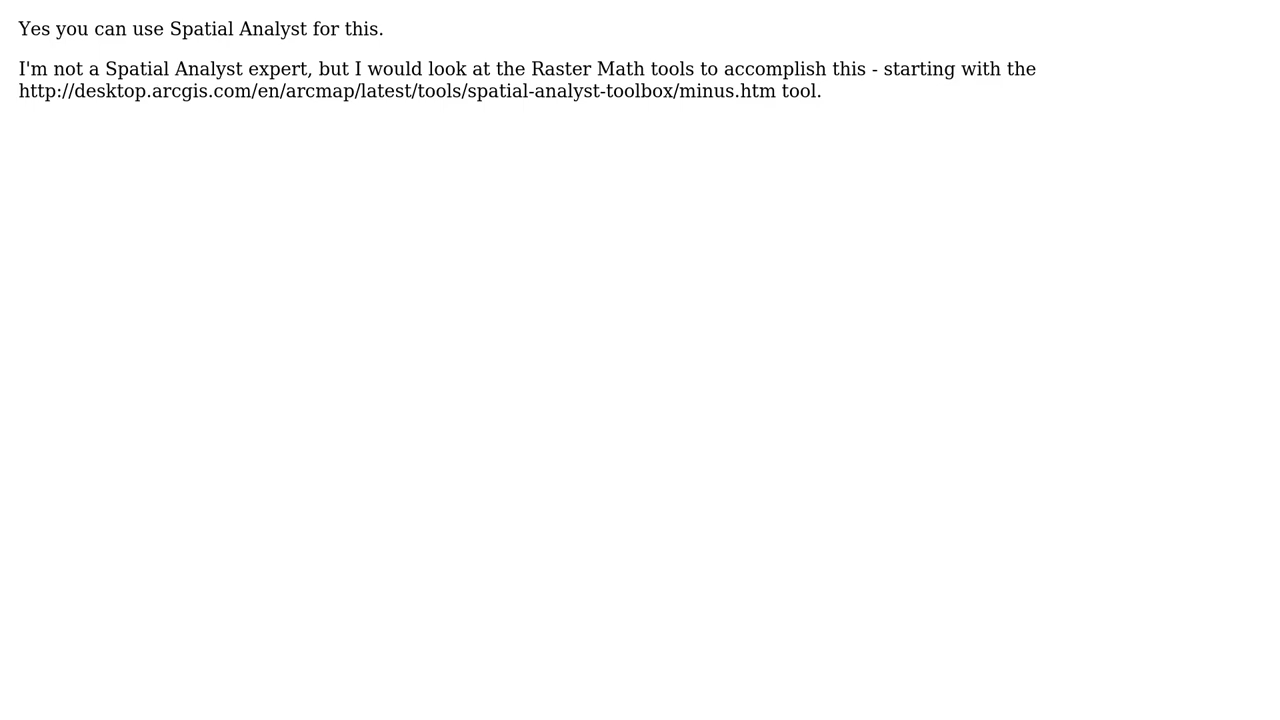 Yes you can use Spatial Analyst for this.
I'm not a Spatial Analyst expert, but I would look at the Raster Math tools to accomplish this - starting with the
http://desktop.arcgis.com/en/arcmap/latest/tools/spatial-analyst-toolbox/minus.htm tool.